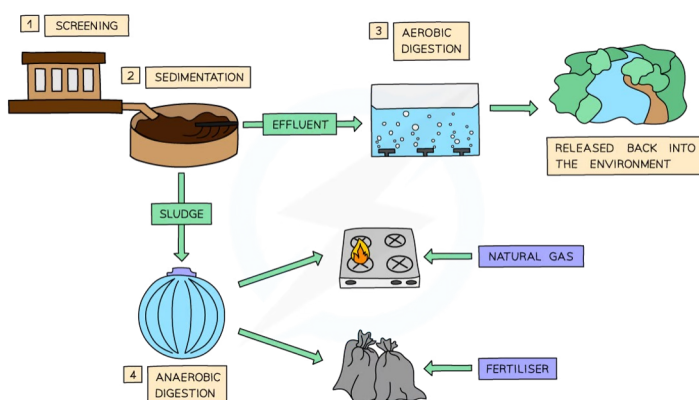 1 SCREENING
2 SEDIMENTATION
EFFLUENT
3 AEROBIC
DIGESTION
RELEASED BACK INTO
THE ENVIRONMENT
SLUDGE
4 ANAEROBIC
DIGESTION
NATURAL GAS
FERTILISER